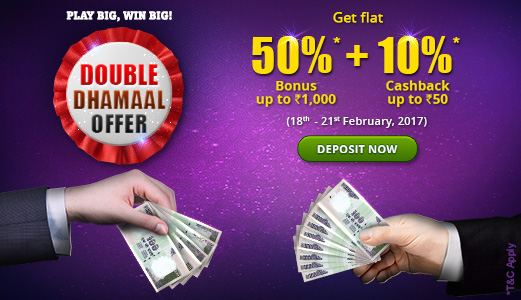 PLAY BIG, WIN BIG!
DOUBLE
DHAMAAL
OFFER
Get flat
50%* + 10%*
Bonus
up to ₹1,000
Cashback
up to ₹50
(18th - 21st February, 2017)
DEPOSIT NOW
100
*T&C Apply